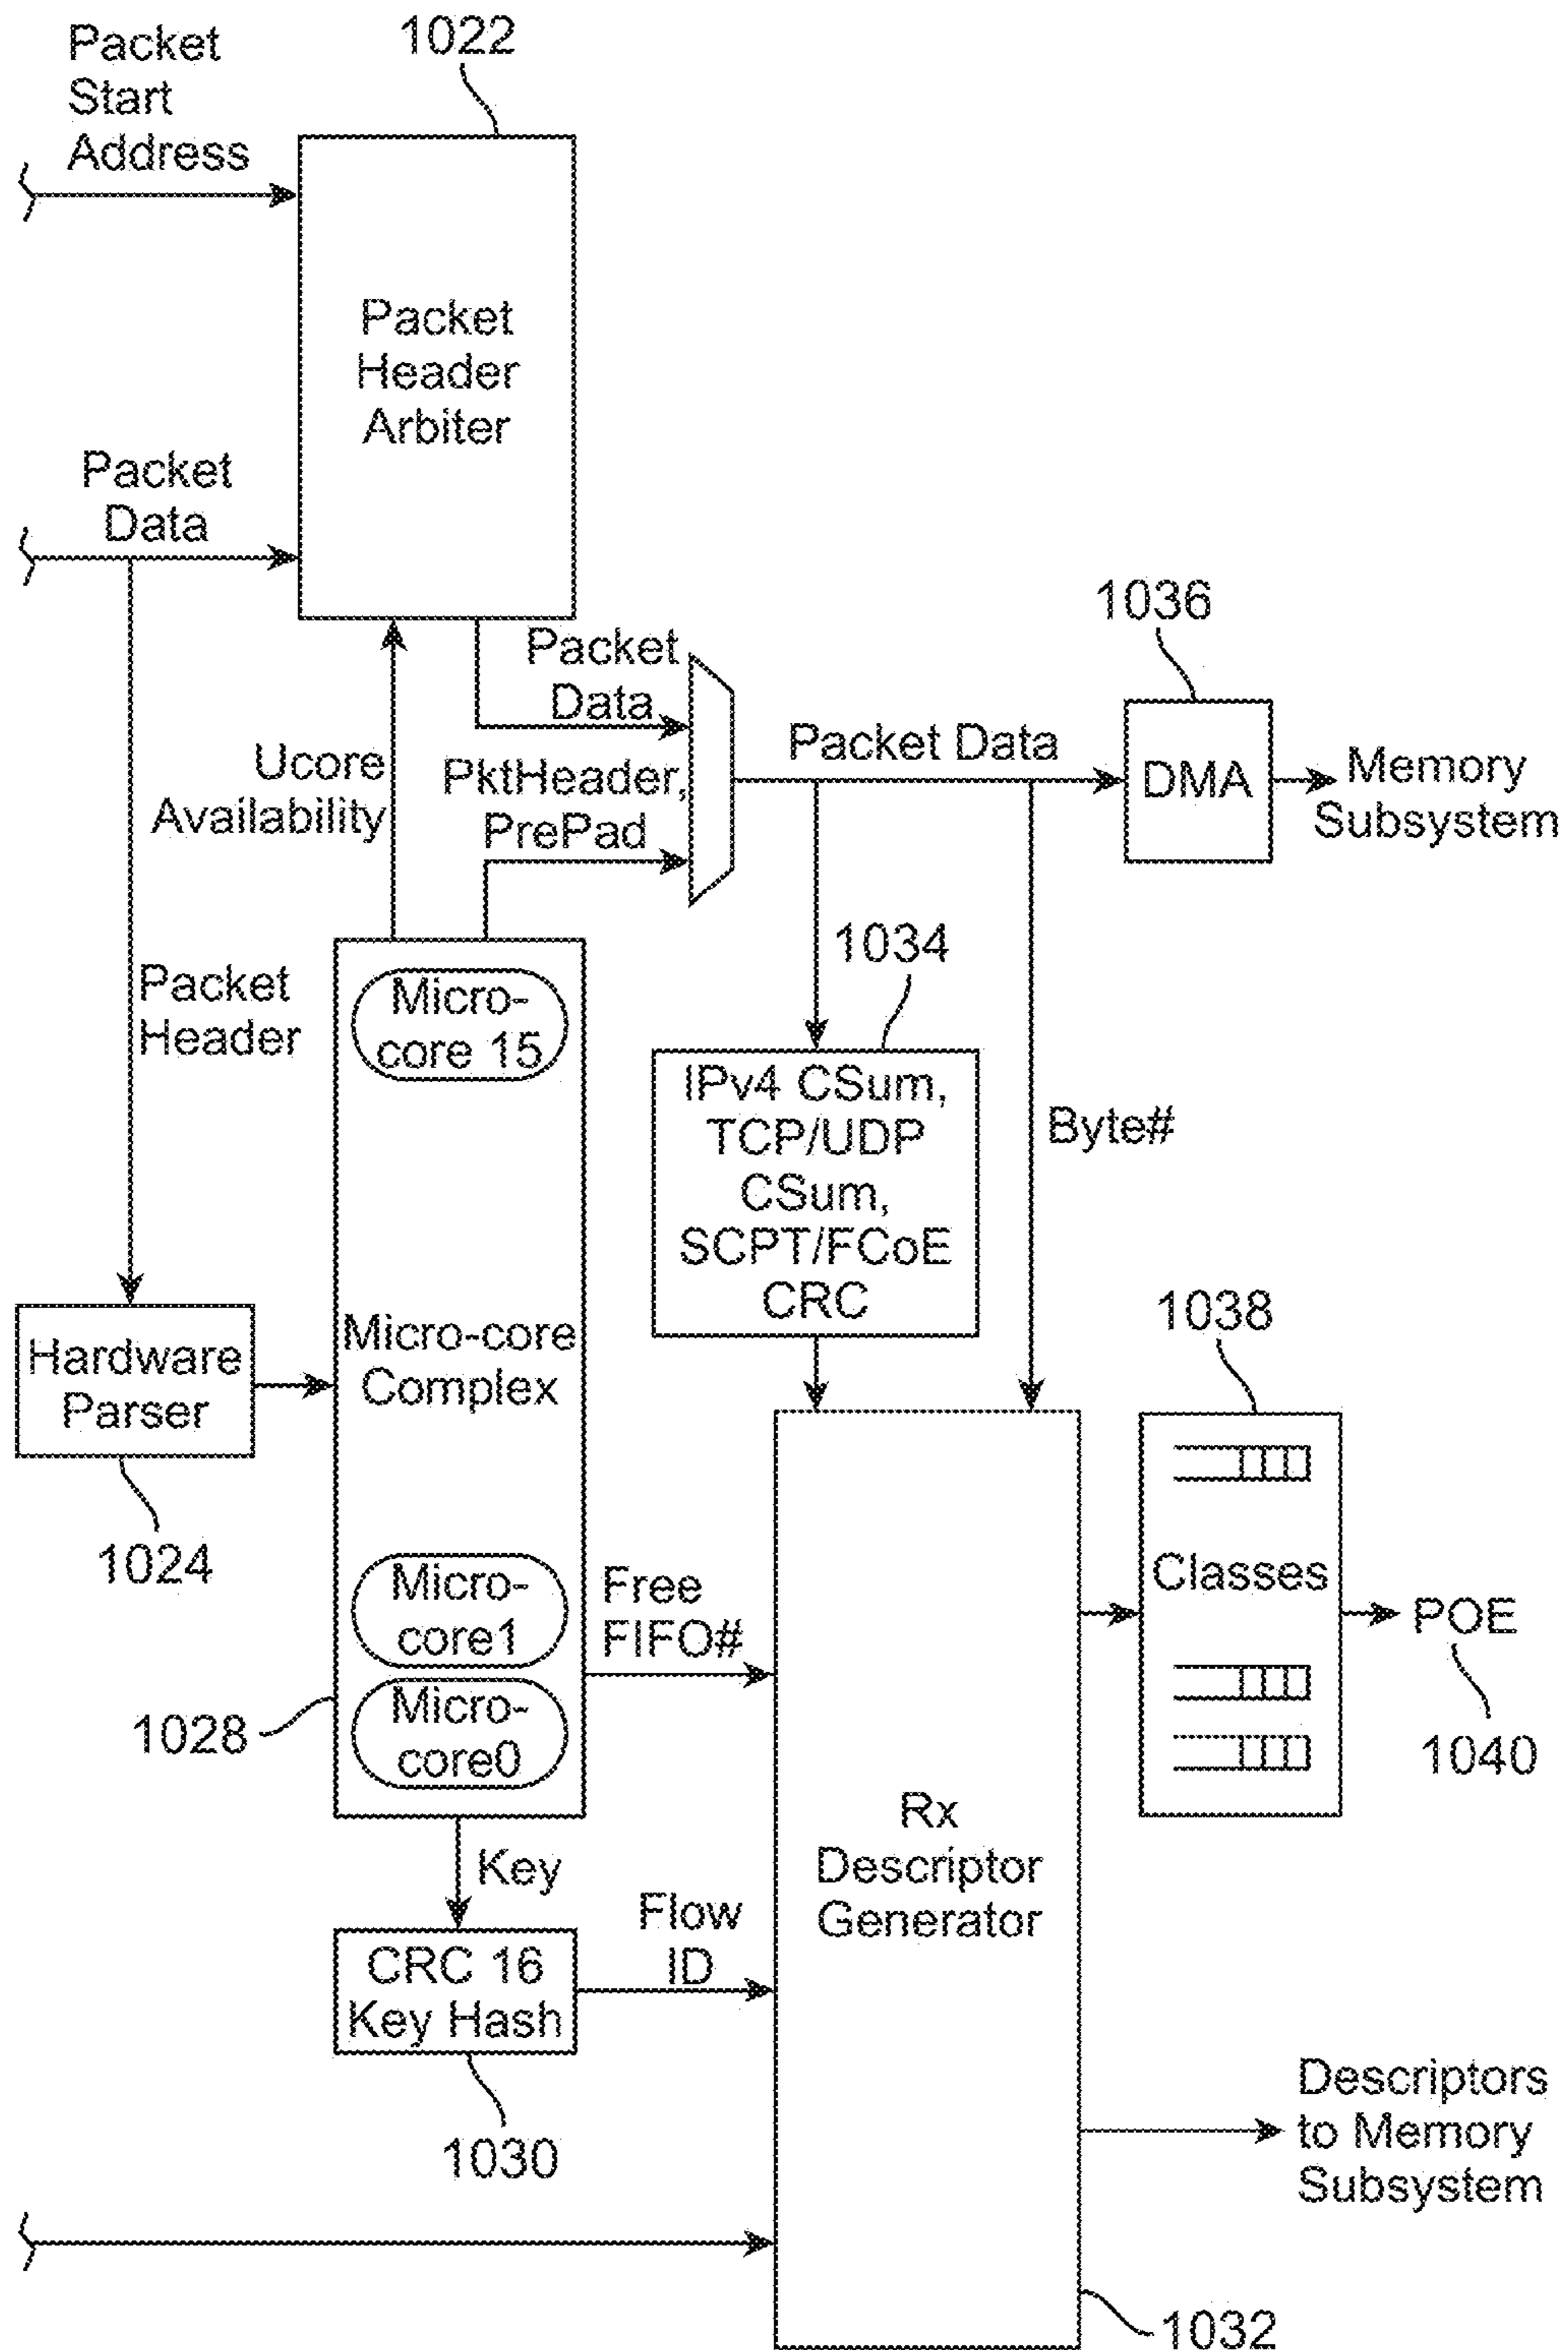 Packet
Start
Address
1022
Packet
Header
Arbiter
Packet
Data
1036
Packet
Data
Packet Data
DMA
Memory
Subsystem
Ucore
Availability
PktHeader,
PrePad
1034
Packet
Header
Micro-
core 15
IPv4 CSum,
TCP/UDP
CSum,
SCPT/FCoE
CRC
Byte#
1038
Hardware
Parser
Micro-core
Complex
1024
Micro-
core1
Free
FIFO#
Classes
POE
1040
1028
Micro-
core0
Rx
Descriptor
Generator
Key
Flow
ID
CRC 16
Key Hash
1030
Descriptors
to Memory
Subsystem
1032